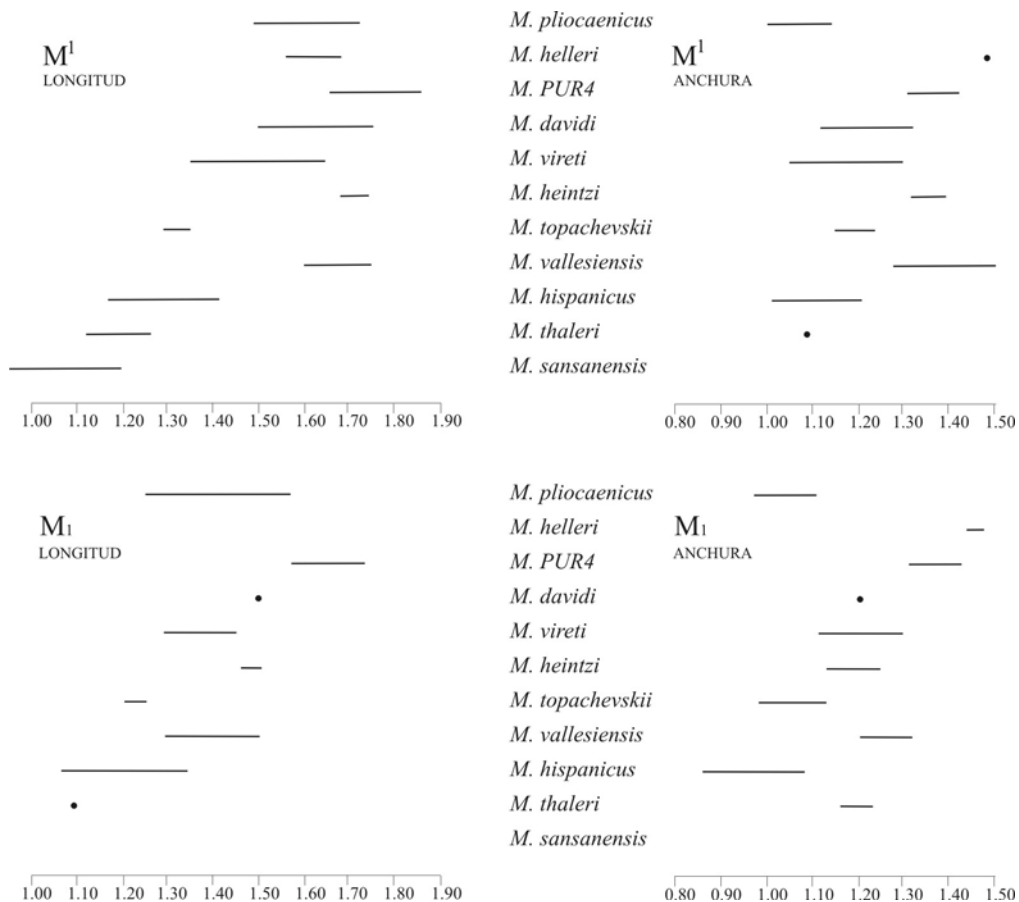 M. pliocaenicus
M¹ M. helleri M¹
LONGITUD ANCHURA
M. PUR4
M. davidi
M. vireti
M. heintzi
M. topachevskii
M. vallesiensis
M. hispanicus
M. thaleri
M. sansanensis
1.00 1.10 1.20 1.30 1.40 1.50 1.60 1.70 1.80 1.90
0.80 0.90 1.00 1.10 1.20 1.30 1.40 1.50
M. pliocaenicus
M₁ M. helleri M₁
LONGITUD ANCHURA
M. PUR4
M. davidi
M. vireti
M. heintzi
M. topachevskii
M. vallesiensis
M. hispanicus
M. thaleri
M. sansanensis
1.00 1.10 1.20 1.30 1.40 1.50 1.60 1.70 1.80 1.90
0.80 0.90 1.00 1.10 1.20 1.30 1.40 1.50